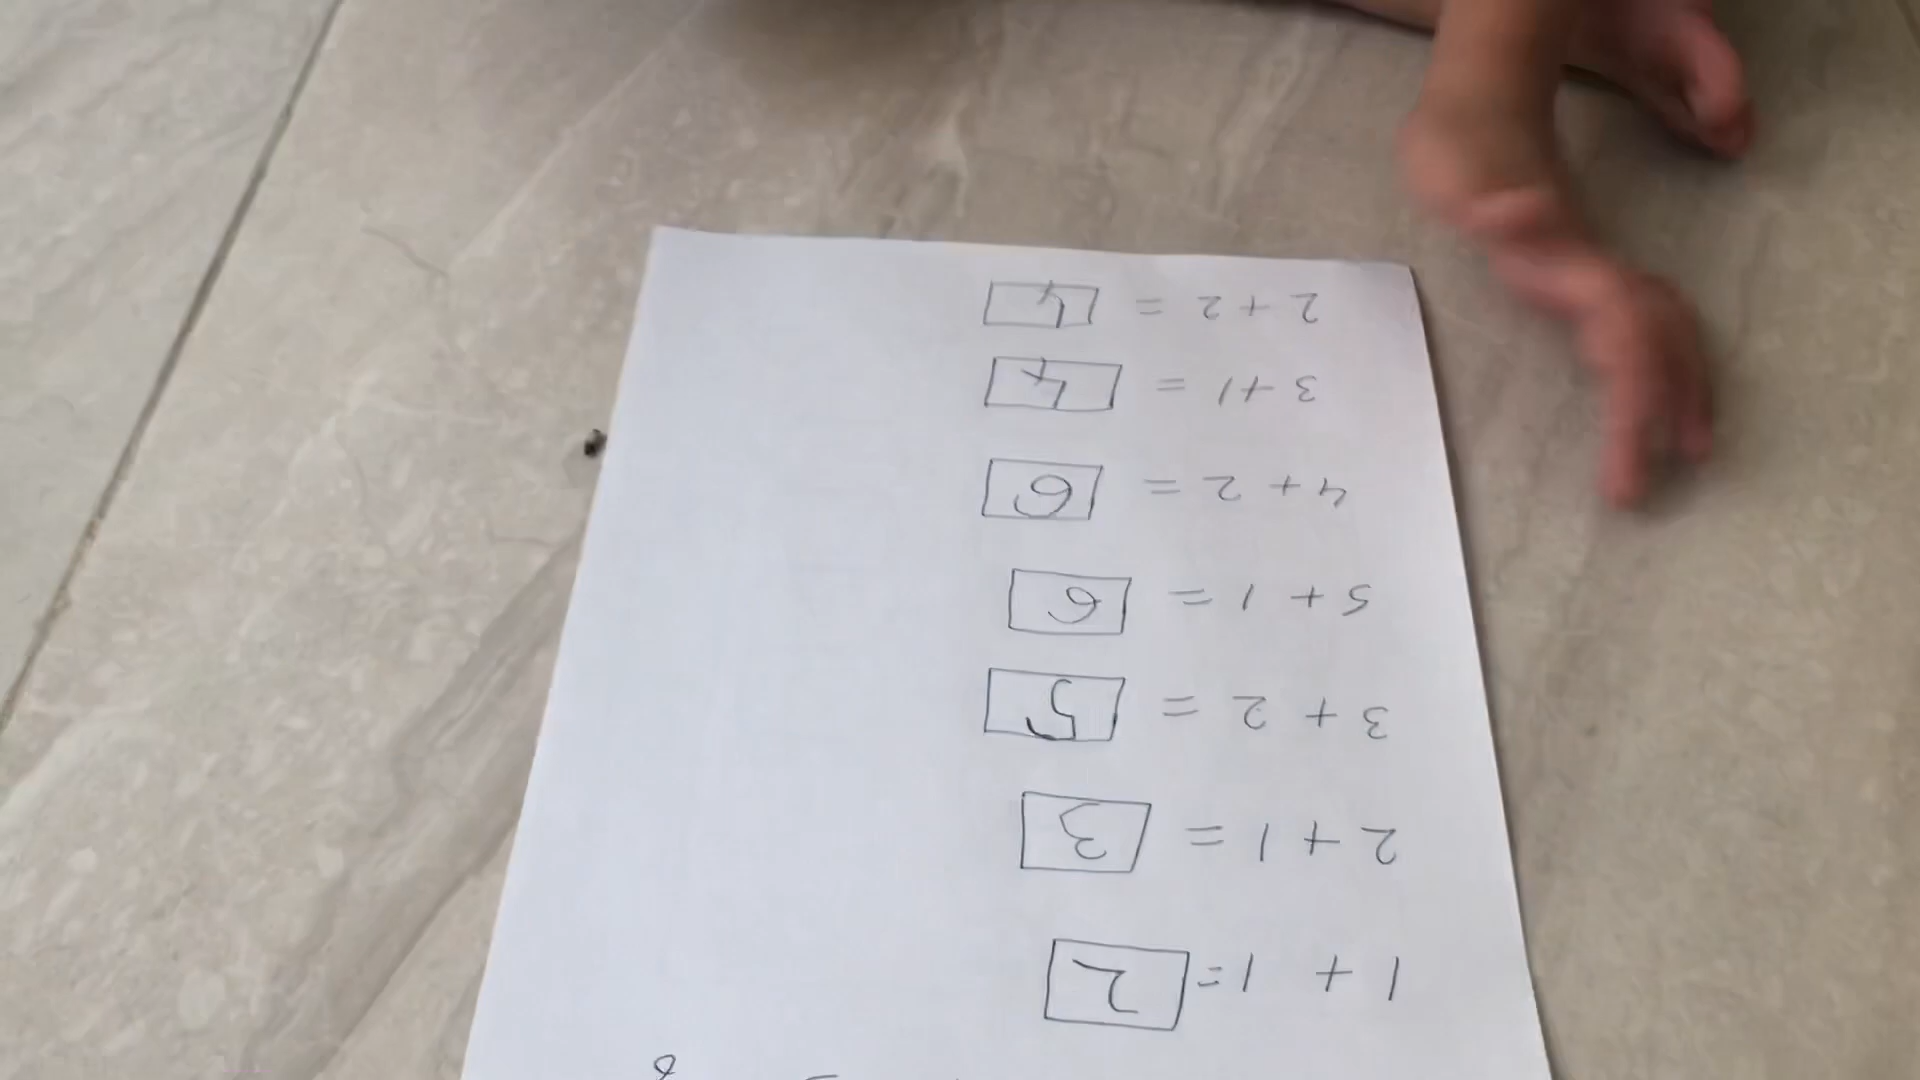 1 + 1 = 2
2 + 1 = 3
3 + 2 = 5
5 + 1 = 6
4 + 2 = 6
3 + 1 = 4
2 + 2 = 4